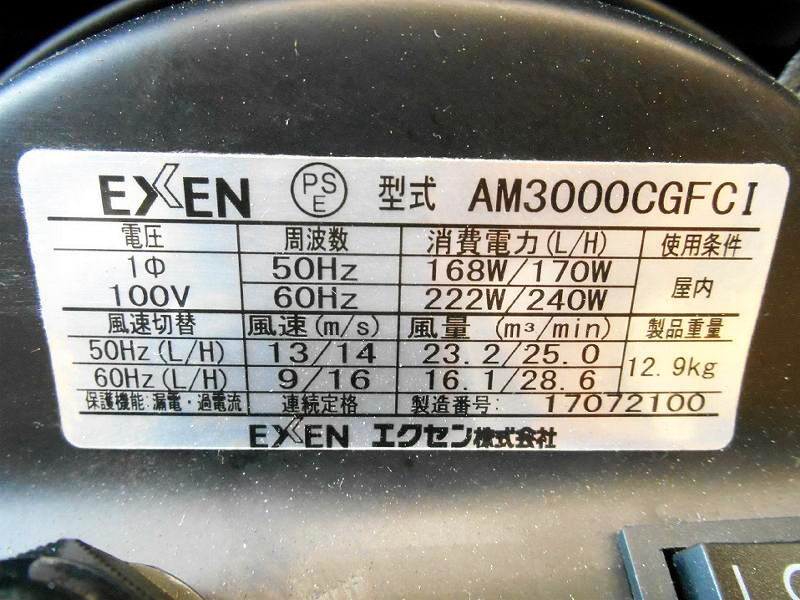 EXEN PSE 型式 AM3000CGFCI
電圧 周波数 消費電力(L/H) 使用条件
1Φ 50Hz 168W/170W 屋内
100V 60Hz 222W/240W
風速切替 風速(m/s) 風量 (m³/min) 製品重量
50Hz(L/H) 13/14 23.2/25.0 12.9kg
60Hz(L/H) 9/16 16.1/28.6
保護機能:漏電・過電流 連続定格 製造番号: 17072100
EXEN エクセン株式会社